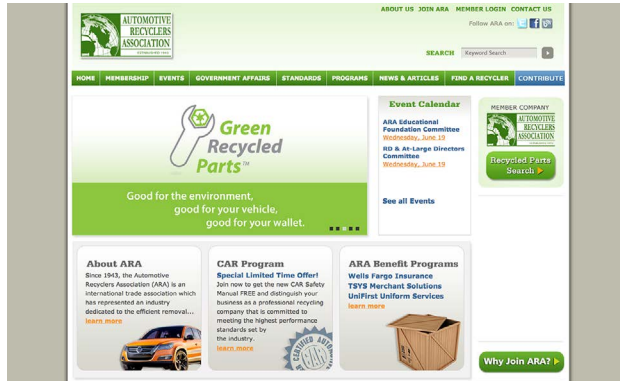 ABOUT US JOIN ARA MEMBER LOGIN CONTACT US
AUTOMOTIVE
RECYCLERS
ASSOCIATION
ESTABLISHED 1943
Follow ARA on:
SEARCH Keyword Search
HOME MEMBERSHIP EVENTS GOVERNMENT AFFAIRS STANDARDS PROGRAMS NEWS & ARTICLES FIND A RECYCLER CONTRIBUTE
Green
Recycled
Parts™
Good for the environment,
good for your vehicle,
good for your wallet.
Event Calendar
ARA Educational
Foundation Committee
Wednesday, June 19
RD & At-Large Directors
Committee
Wednesday, June 19
See all Events
MEMBER COMPANY
AUTOMOTIVE
RECYCLERS
ASSOCIATION
Recycled Parts
Search
About ARA
Since 1943, the Automotive
Recyclers Association (ARA) is an
international trade association which
has represented an industry
dedicated to the efficient removal...
learn more
CAR Program
Special Limited Time Offer!
Join now to get the new CAR Safety
Manual FREE and distinguish your
business as a professional recycling
company that is committed to
meeting the highest performance
standards set by
the industry.
learn more
CERTIFIED AUTO
CAR
ARA Benefit Programs
Wells Fargo Insurance
TSYS Merchant Solutions
UniFirst Uniform Services
learn more
Why Join ARA?